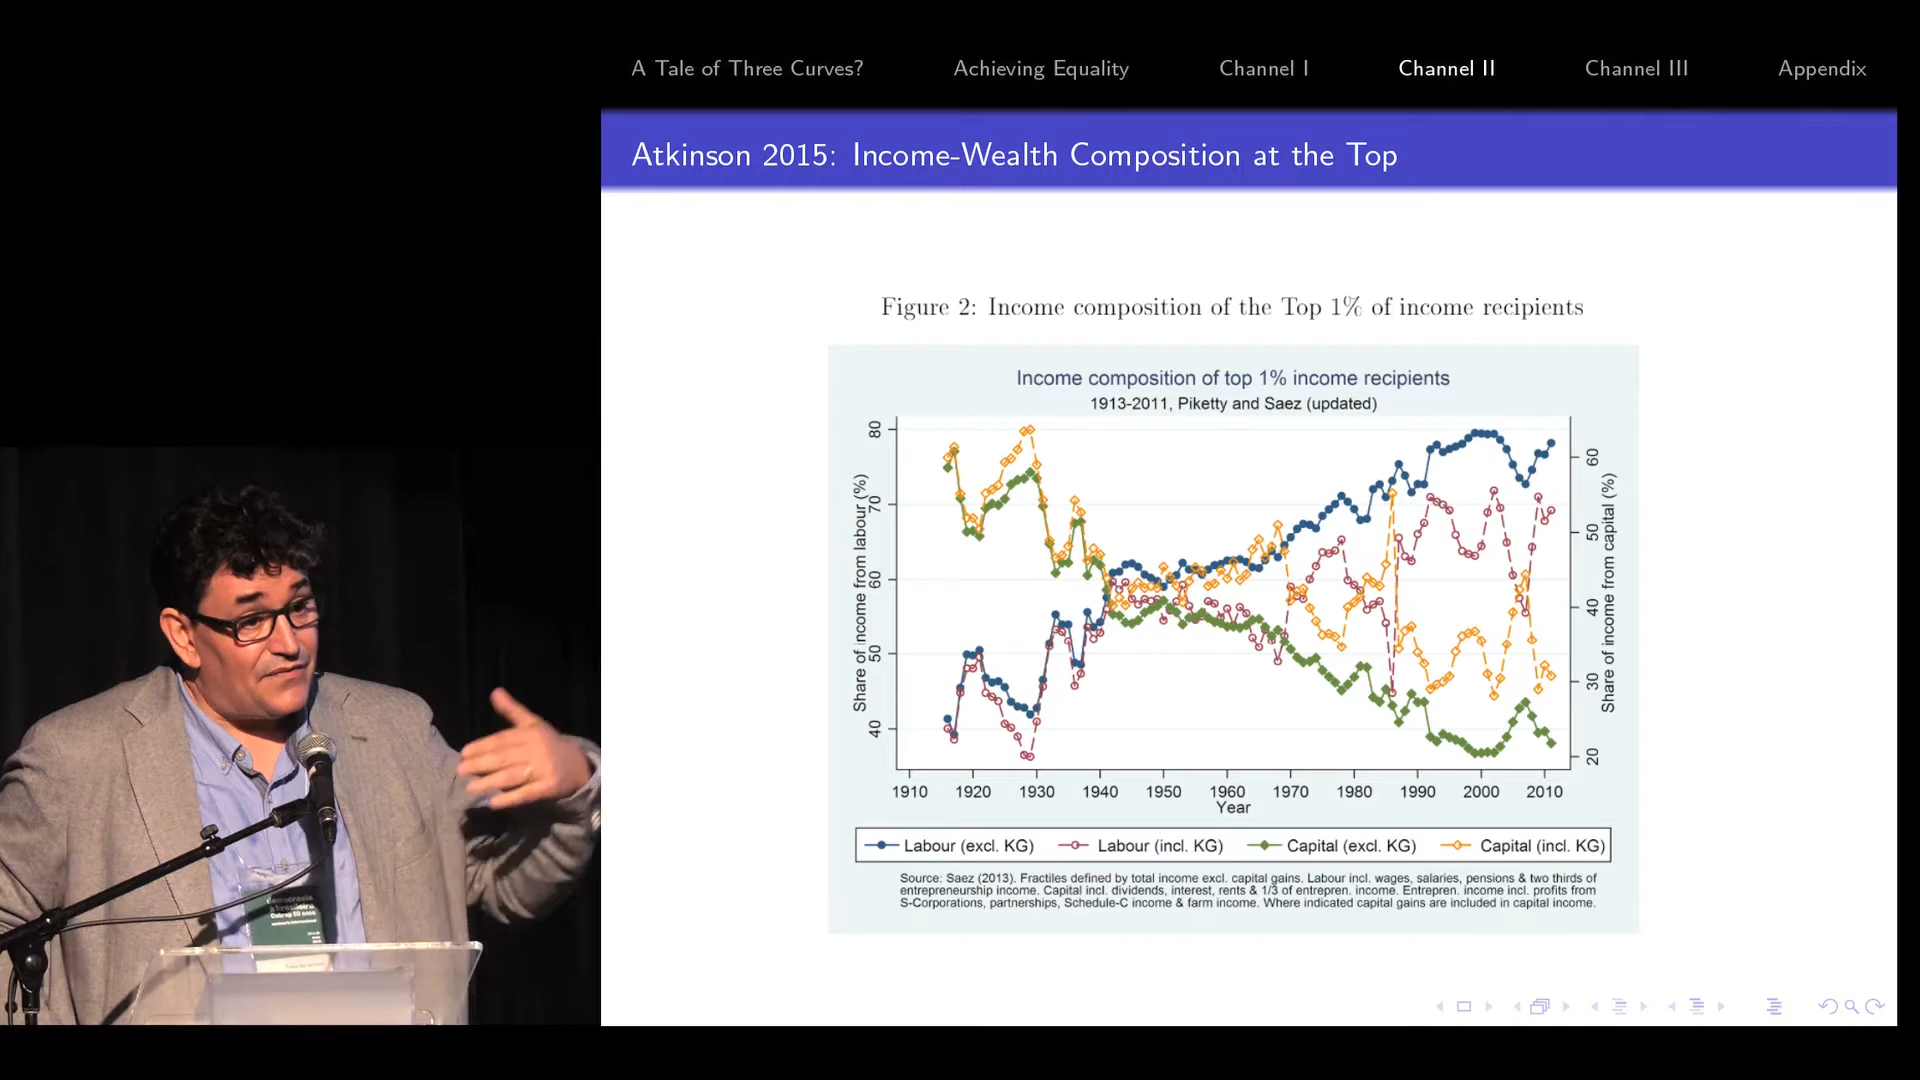 A Tale of Three Curves? Achieving Equality Channel I Channel II Channel III Appendix
Atkinson 2015: Income-Wealth Composition at the Top
Figure 2: Income composition of the Top 1% of income recipients
Income composition of top 1% income recipients
1913-2011, Piketty and Saez (updated)
Share of income from labour (%)
80
70
60
50
40
Share of income from capital (%)
60
50
40
30
20
1910 1920 1930 1940 1950 1960 1970 1980 1990 2000 2010
Year
Labour (excl. KG) Labour (incl. KG) Capital (excl. KG) Capital (incl. KG)
Source: Saez (2013). Fractiles defined by total income excl. capital gains. Labour incl. wages, salaries, pensions & two thirds of
entrepreneurship income. Capital incl. dividends, interest, rents & 1/3 of entrepren. income. Entrepren. income incl. profits from
S-Corporations, partnerships, Schedule-C income & farm income. Where indicated capital gains are included in capital income.
democracia
à brasileira
Cebrap 50 anos